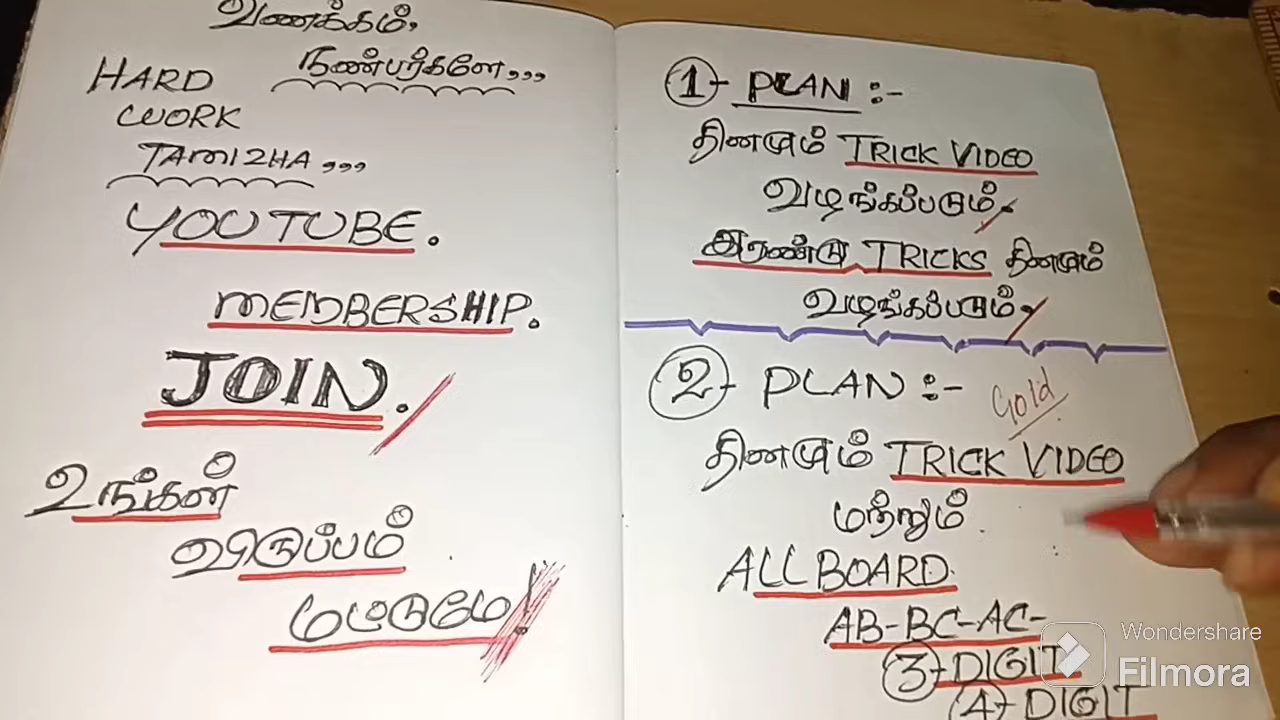 வணக்கம்,
நண்பர்களே,,,
HARD
WORK
TAMIZHA,,,
YOUTUBE.
MEMBERSHIP.
JOIN.
உங்கள்
விருப்பம்
மட்டுமே!
1- PLAN :-
தினமும் TRICK VIDEO
வழங்கப்படும்.
இரண்டு TRICKS தினமும்
வழங்கப்படும்.
2- PLAN :- Gold
தினமும் TRICK VIDEO
மற்றும்
ALL BOARD.
AB-BC-AC-
3-DIGIT
4-DIGIT
Wondershare
Filmora